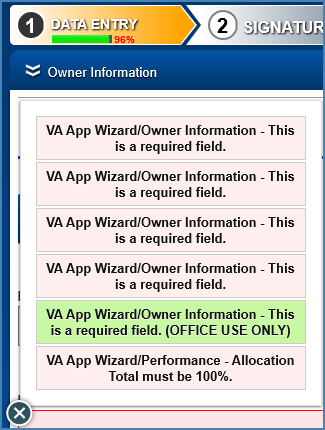 1 DATA ENTRY
96%
2 SIGNATUR
Owner Information
VA App Wizard/Owner Information - This
is a required field.
VA App Wizard/Owner Information - This
is a required field.
VA App Wizard/Owner Information - This
is a required field.
VA App Wizard/Owner Information - This
is a required field.
VA App Wizard/Owner Information - This
is a required field. (OFFICE USE ONLY)
VA App Wizard/Performance - Allocation
Total must be 100%.